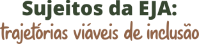 Sujeitos da EJA:
trajetórias viáveis de inclusão